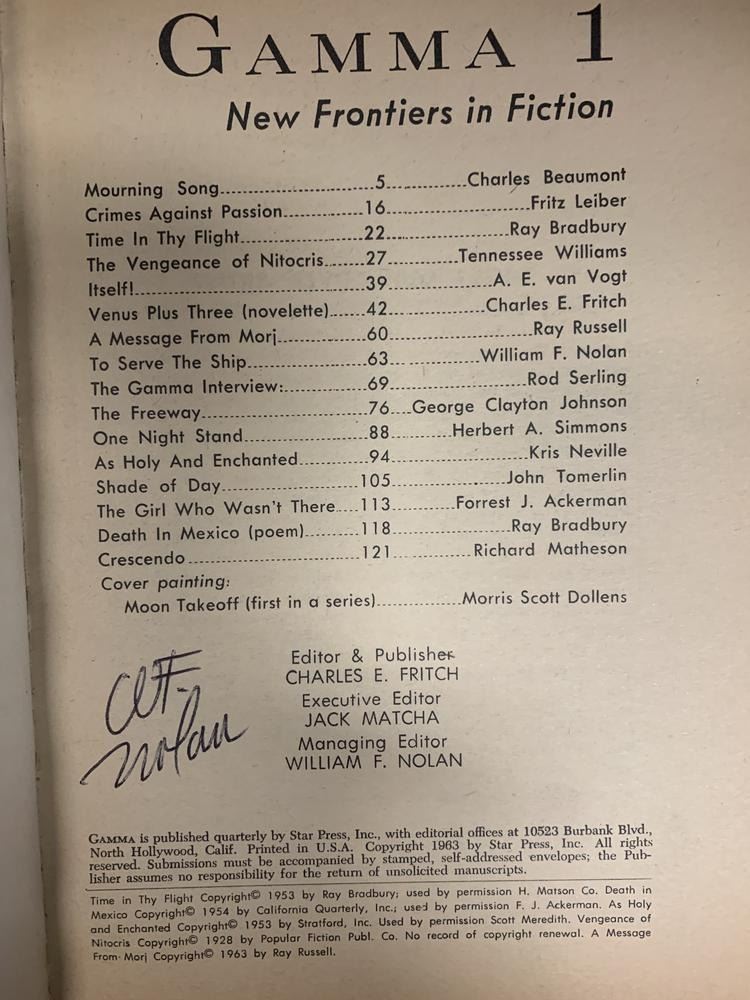 GAMMA 1
New Frontiers in Fiction
Mourning Song....................5..............Charles Beaumont
Crimes Against Passion..............16......................Fritz Leiber
Time In Thy Flight....................22...................Ray Bradbury
The Vengeance of Nitocris.......27............Tennessee Williams
Itself!....................................39.................A. E. van Vogt
Venus Plus Three (novelette).......42..............Charles E. Fritch
A Message From Morj..............60......................Ray Russell
To Serve The Ship....................63...............William F. Nolan
The Gamma Interview:..............69.......................Rod Serling
The Freeway..........................76....George Clayton Johnson
One Night Stand......................88...........Herbert A. Simmons
As Holy And Enchanted...........94......................Kris Neville
Shade of Day.......................105..................John Tomerlin
The Girl Who Wasn't There....113...........Forrest J. Ackerman
Death In Mexico (poem).........118..................Ray Bradbury
Crescendo............................121.............Richard Matheson
Cover painting:
Moon Takeoff (first in a series)..............Morris Scott Dollens
Editor & Publisher
CHARLES E. FRITCH
Executive Editor
JACK MATCHA
Managing Editor
WILLIAM F. NOLAN
W.F.
Nolan
GAMMA is published quarterly by Star Press, Inc., with editorial offices at 10523 Burbank Blvd.,
North Hollywood, Calif. Printed in U.S.A. Copyright 1963 by Star Press, Inc. All rights
reserved. Submissions must be accompanied by stamped, self-addressed envelopes; the Pub-
lisher assumes no responsibility for the return of unsolicited manuscripts.
Time in Thy Flight Copyright© 1953 by Ray Bradbury; used by permission H. Matson Co. Death in
Mexico Copyright© 1954 by California Quarterly, Inc.; used by permission F. J. Ackerman. As Holy
and Enchanted Copyright© 1953 by Stratford, Inc. Used by permission Scott Meredith. Vengeance of
Nitocris Copyright© 1928 by Popular Fiction Publ. Co. No record of copyright renewal. A Message
From Morj Copyright© 1963 by Ray Russell.